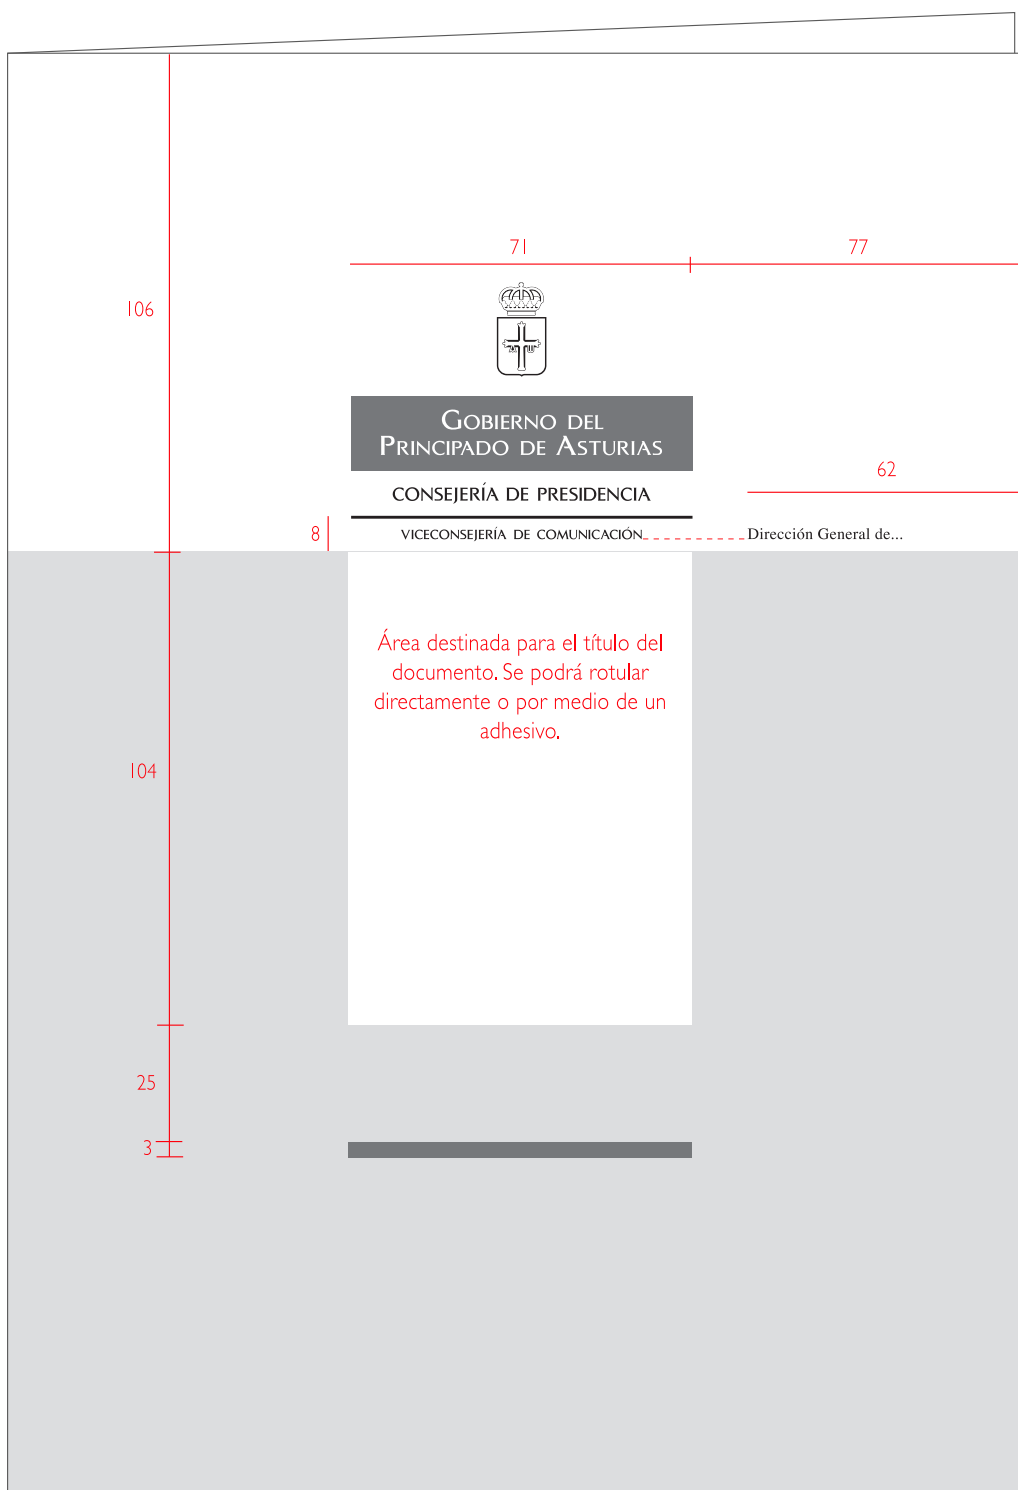 71
77
106
GOBIERNO DEL
PRINCIPADO DE ASTURIAS
62
CONSEJERÍA DE PRESIDENCIA
8
VICECONSEJERÍA DE COMUNICACIÓN
Dirección General de...
Área destinada para el título del
documento. Se podrá rotular
directamente o por medio de un
adhesivo.
104
25
3